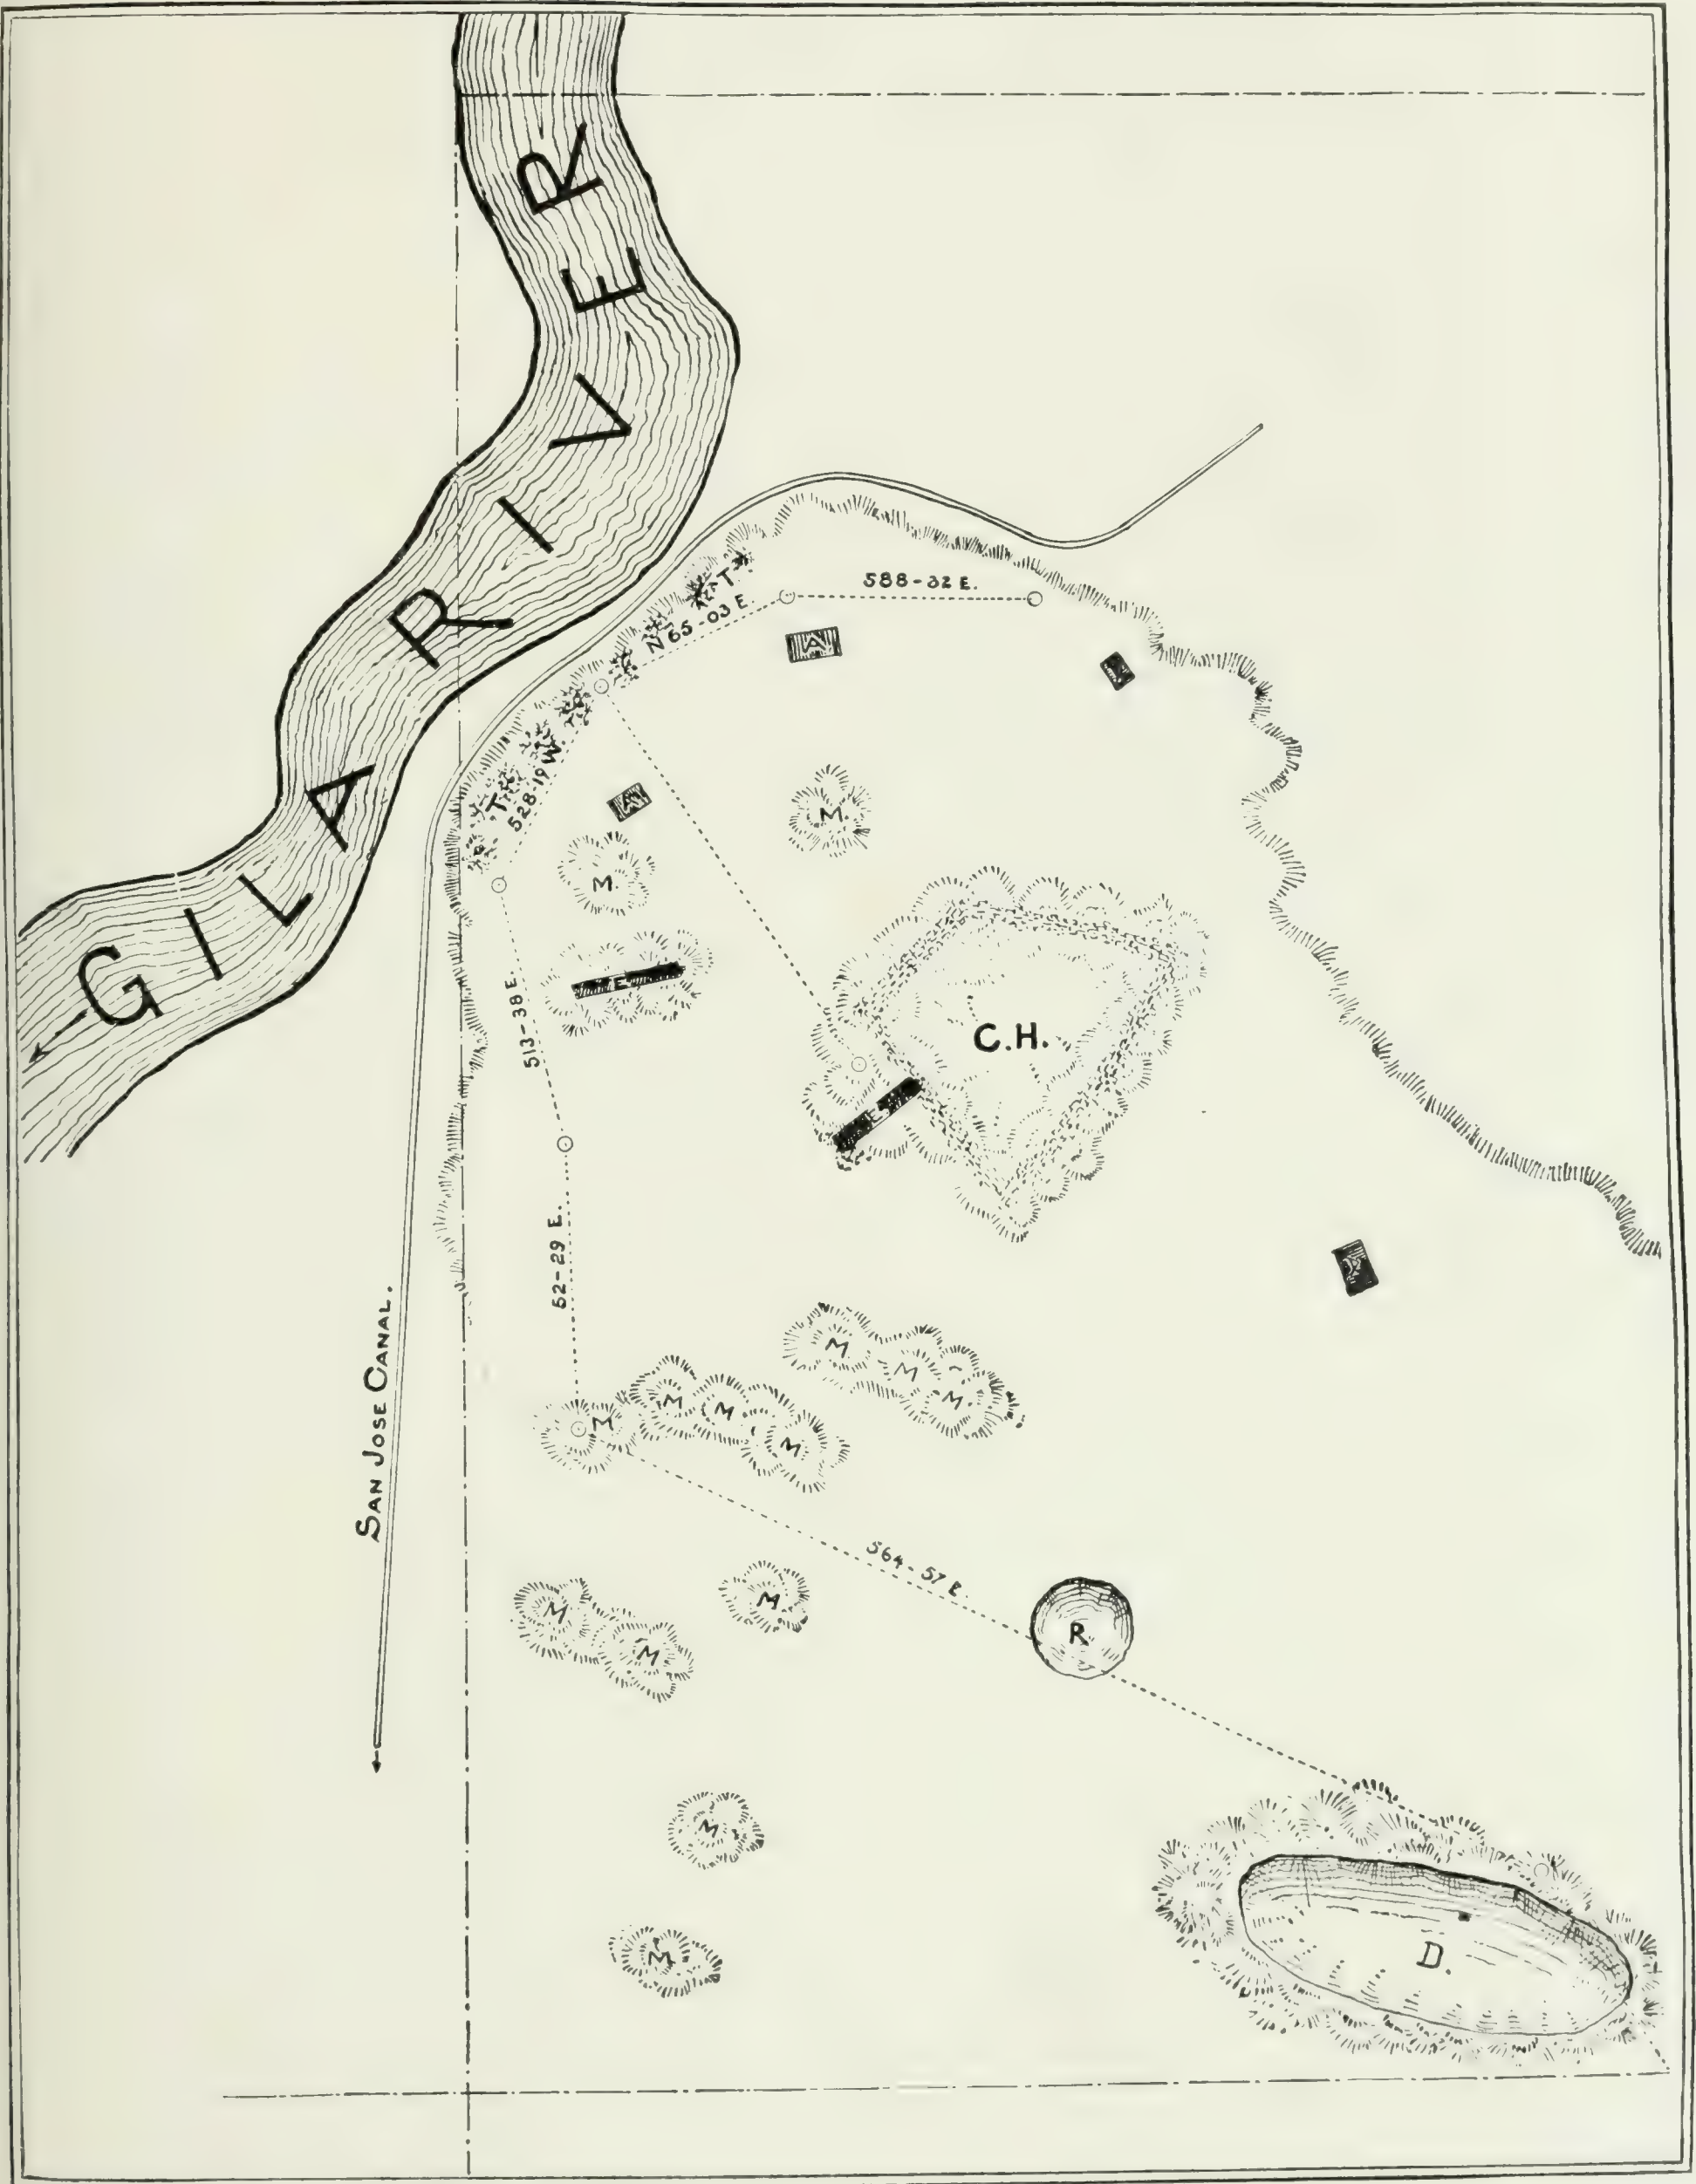 GILA RIVER
588-32 E.
T
N 65-03 E.
A
T
528-19 W.
A
M.
M.
E
513-38 E.
C.H.
E
52-29 E.
SAN JOSE CANAL.
M
M
M
M
M
M
M
564-57 E.
M
M
M
R.
M
M
D.